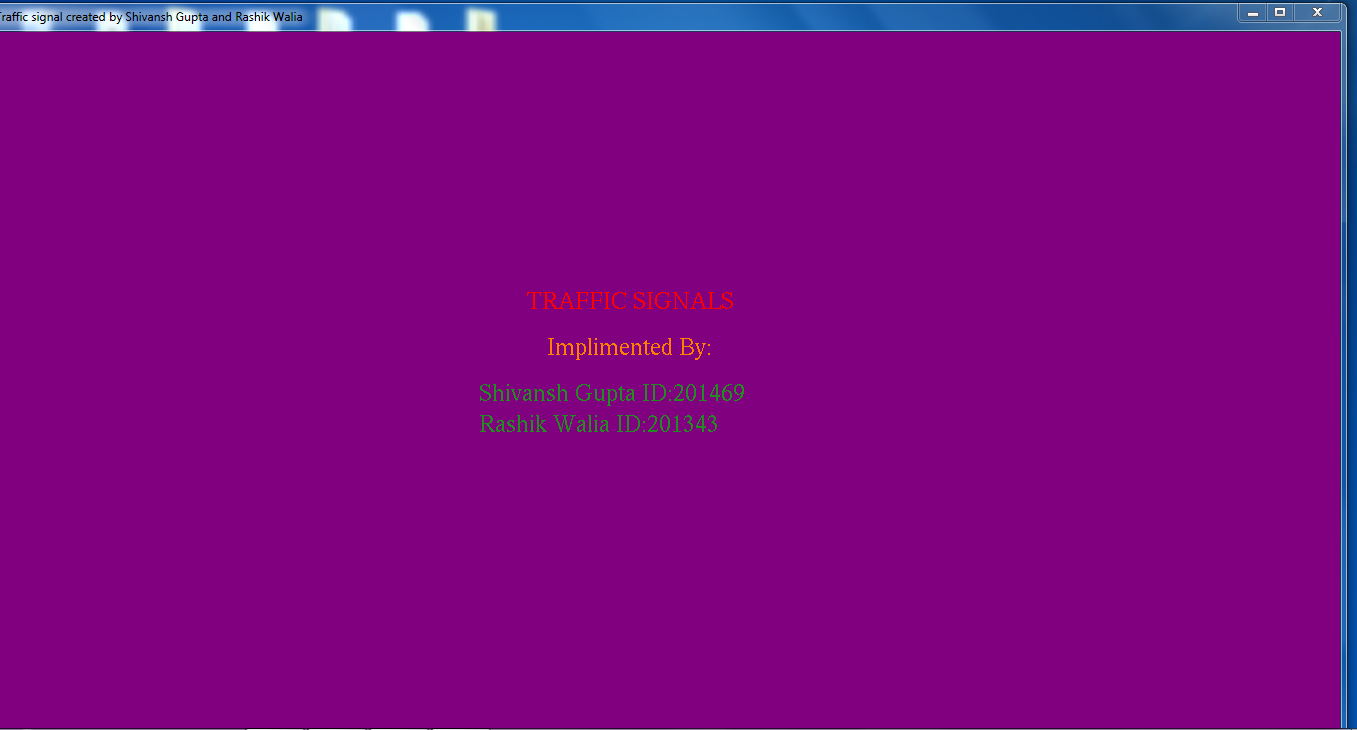 Traffic signal created by Shivansh Gupta and Rashik Walia
TRAFFIC SIGNALS
Implimented By:
Shivansh Gupta ID:201469
Rashik Walia ID:201343